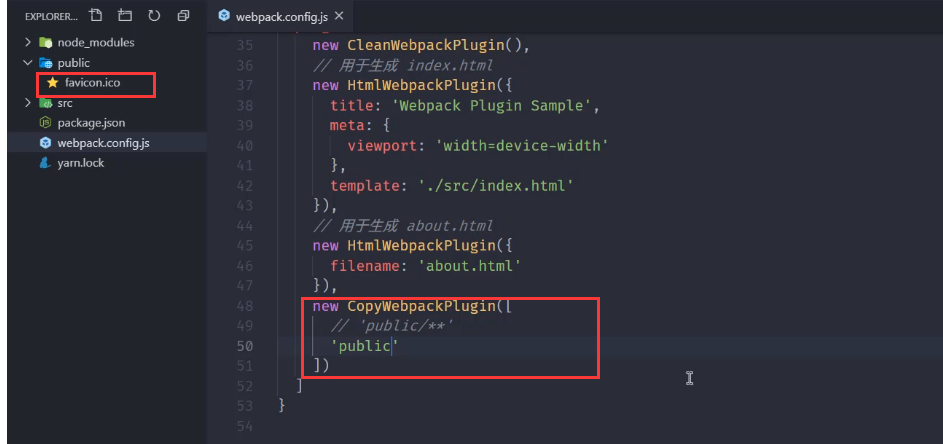 EXPLORER...
node_modules
public
favicon.ico
src
package.json
webpack.config.js
yarn.lock
webpack.config.js
35 new CleanWebpackPlugin(),
36 // 用于生成 index.html
37 new HtmlWebpackPlugin({
38 title: 'Webpack Plugin Sample',
39 meta: {
40 viewport: 'width=device-width'
41 },
42 template: './src/index.html'
43 }),
44 // 用于生成 about.html
45 new HtmlWebpackPlugin({
46 filename: 'about.html'
47 }),
48 new CopyWebpackPlugin([
49 // 'public/**'
50 'public'
51 ])
52 ]
53 }
54